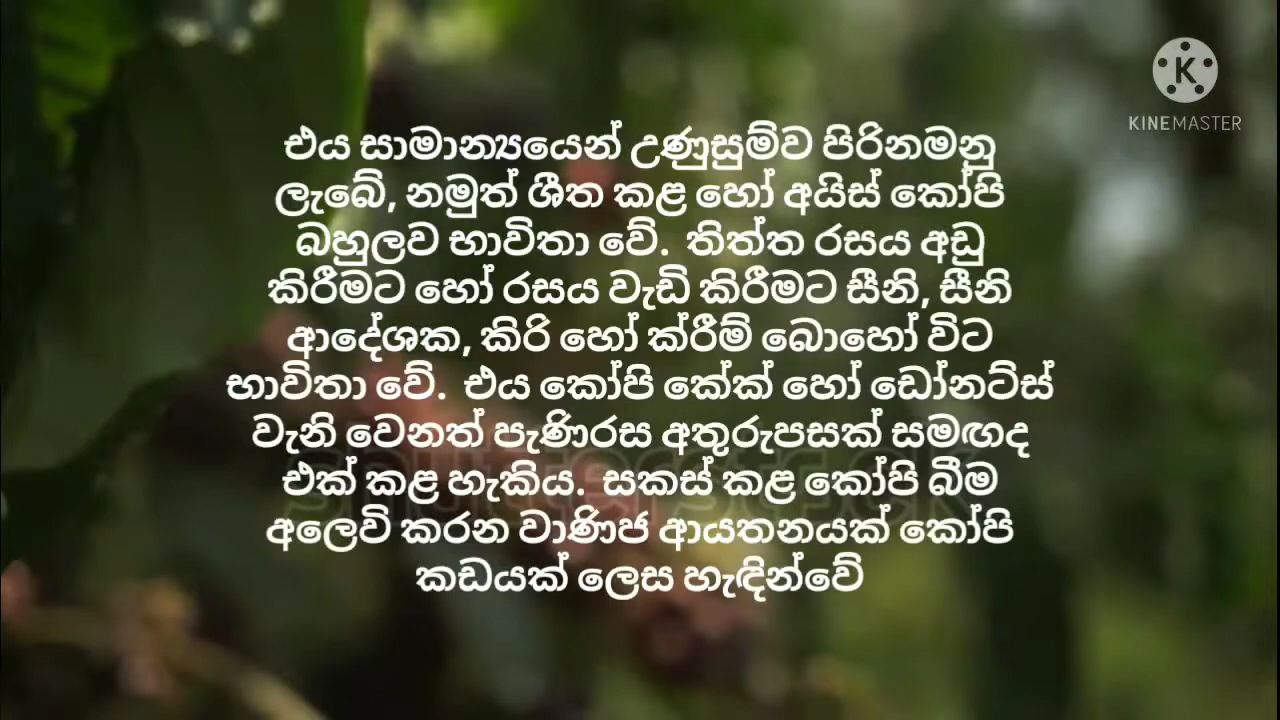 KINEMASTER
එය සාමාන්‍යයෙන් උණුසුම්ව පිරිනමනු
ලැබේ, නමුත් ශීත කළ හෝ අයිස් කෝපි
බහුලව භාවිතා වේ. තිත්ත රසය අඩු
කිරීමට හෝ රසය වැඩි කිරීමට සීනි, සීනි
ආදේශක, කිරි හෝ ක්රීම් බොහෝ විට
භාවිතා වේ. එය කෝපි කේක් හෝ ඩෝනට්ස්
වැනි වෙනත් පැණිරස අතුරුපසක් සමඟද
එක් කළ හැකිය. සකස් කළ කෝපි බීම
අලෙවි කරන වාණිජ ආයතනයක් කෝපි
කඩයක් ලෙස හැඳින්වේ